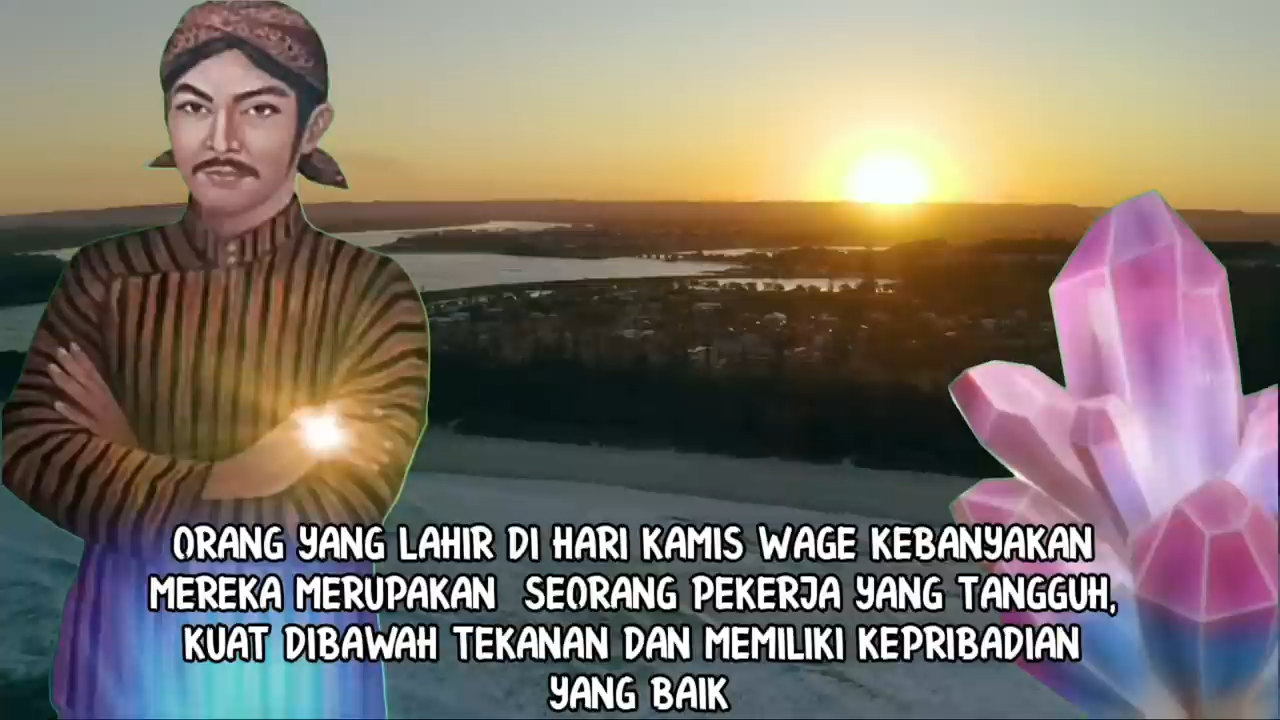 ORANG YANG LAHIR DI HARI KAMIS WAGE KEBANYAKAN
MEREKA MERUPAKAN SEORANG PEKERJA YANG TANGGUH,
KUAT DIBAWAH TEKANAN DAN MEMILIKI KEPRIBADIAN
YANG BAIK